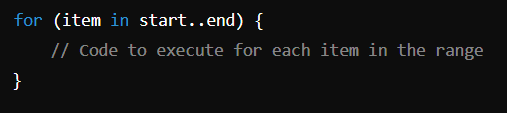 for (item in start..end) {
    // Code to execute for each item in the range
}